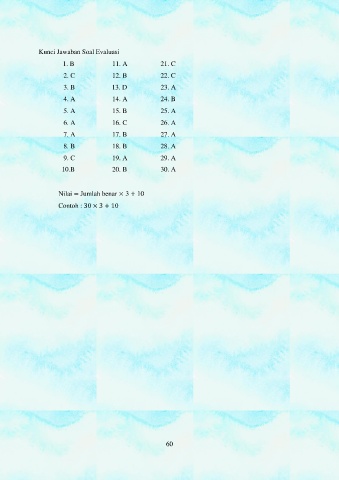 Kunci Jawaban Soal Evaluasi
1. B 11. A 21. C
2. C 12. B 22. C
3. B 13. D 23. A
4. A 14. A 24. B
5. A 15. B 25. A
6. A 16. C 26. A
7. A 17. B 27. A
8. B 18. B 28. A
9. C 19. A 29. A
10.B 20. B 30. A
Nilai = Jumlah benar × 3 + 10
Contoh : 30 × 3 + 10
60